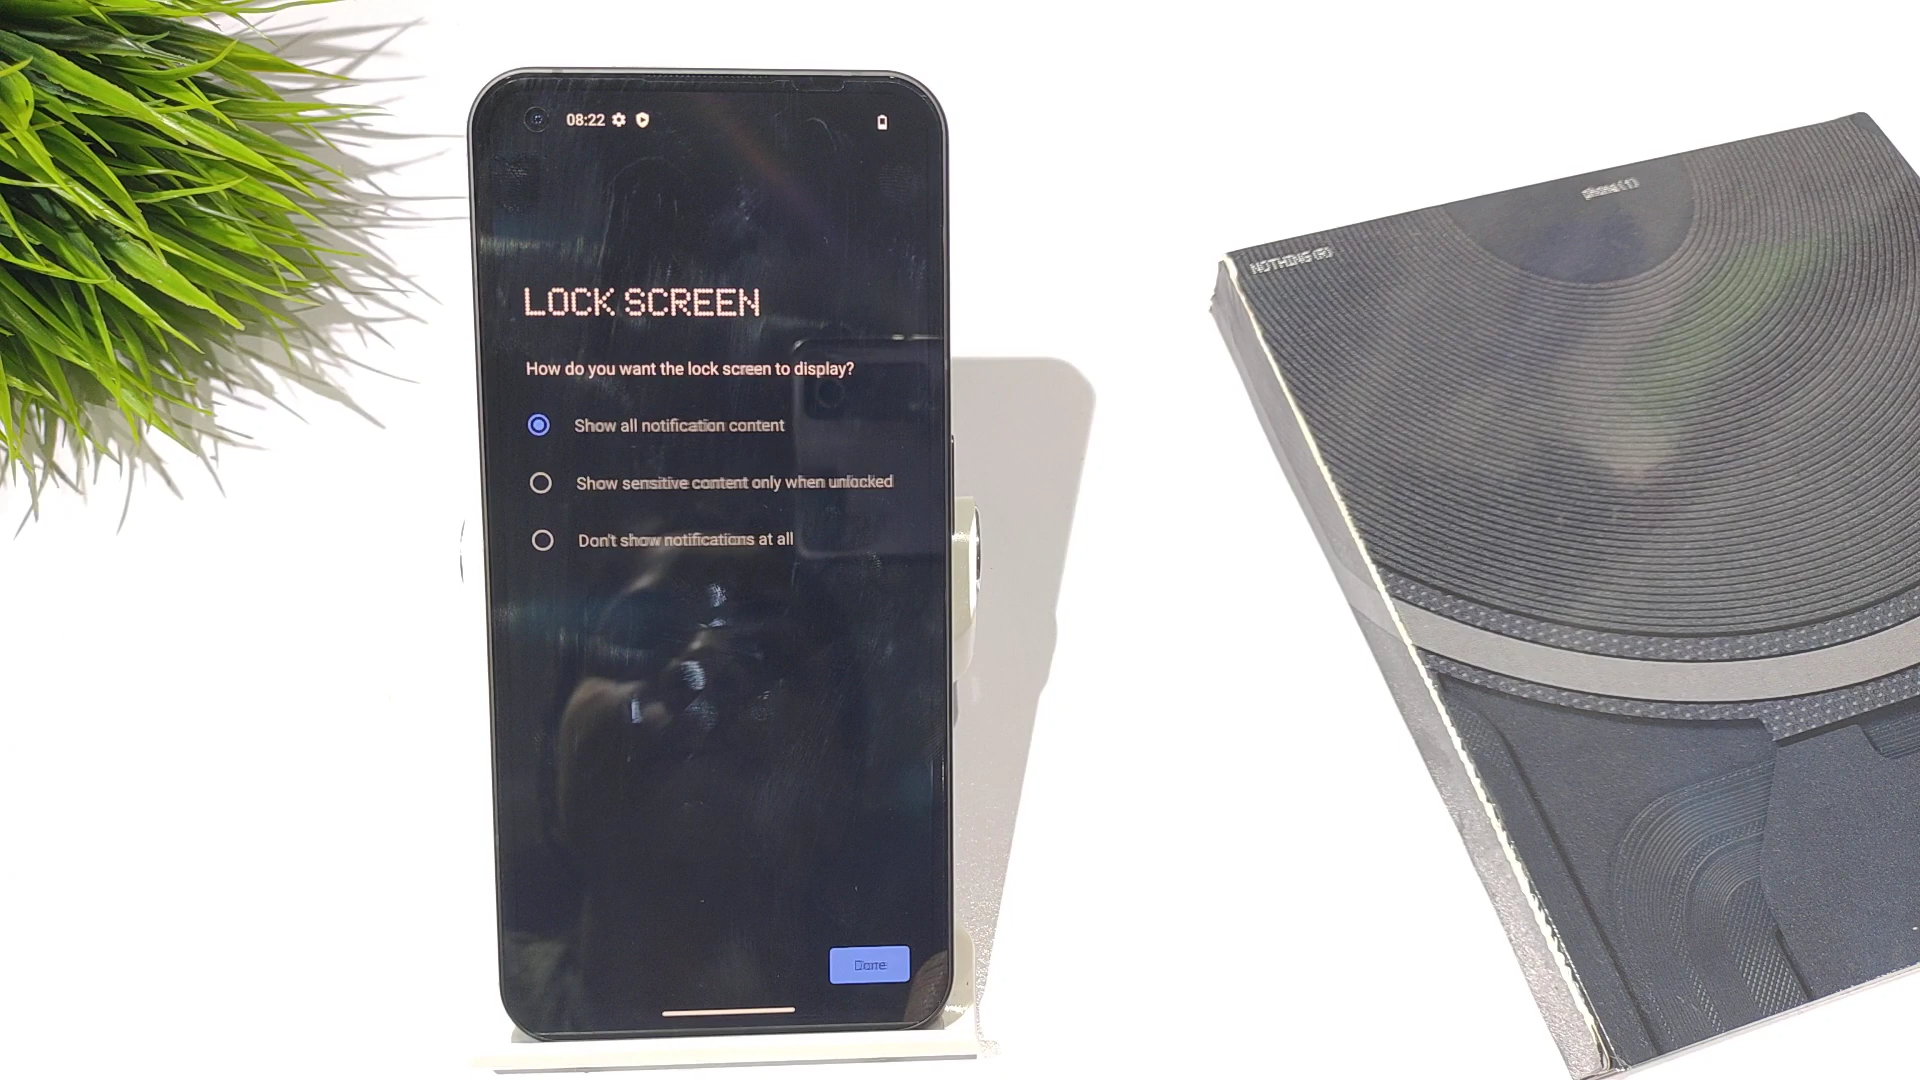 08:22
LOCK SCREEN
How do you want the lock screen to display?
Show all notification content
Show sensitive content only when unlocked
Don't show notifications at all
Done
NOTHING (R)
phone (1)